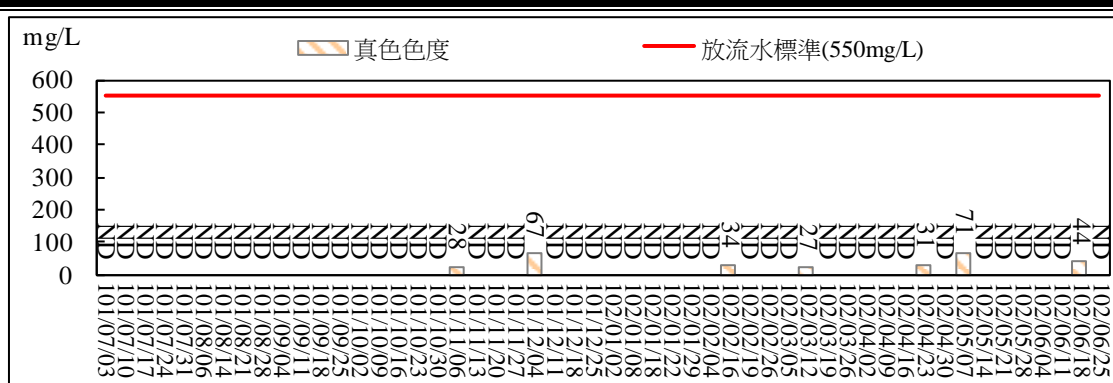 mg/L
真色色度
放流水標準(550mg/L)
600
500
400
300
200
100
0
ND ND ND ND ND ND ND ND ND ND ND ND ND ND ND ND ND ND 28 ND ND ND 67 ND ND ND ND ND ND ND ND ND 34 ND ND ND 27 ND ND ND ND ND 31 ND 71 ND ND ND ND ND 44 ND
101/07/03 101/07/10 101/07/17 101/07/24 101/07/31 101/08/06 101/08/14 101/08/21 101/08/28 101/09/04 101/09/11 101/09/18 101/09/25 101/10/02 101/10/09 101/10/16 101/10/23 101/10/30 101/11/06 101/11/13 101/11/20 101/11/27 101/12/04 101/12/11 101/12/18 101/12/25 102/01/02 102/01/08 102/01/18 102/01/22 102/01/29 102/02/04 102/02/16 102/02/19 102/02/26 102/03/05 102/03/12 102/03/19 102/03/26 102/04/02 102/04/09 102/04/16 102/04/23 102/04/30 102/05/07 102/05/14 102/05/21 102/05/28 102/06/04 102/06/11 102/06/18 102/06/25